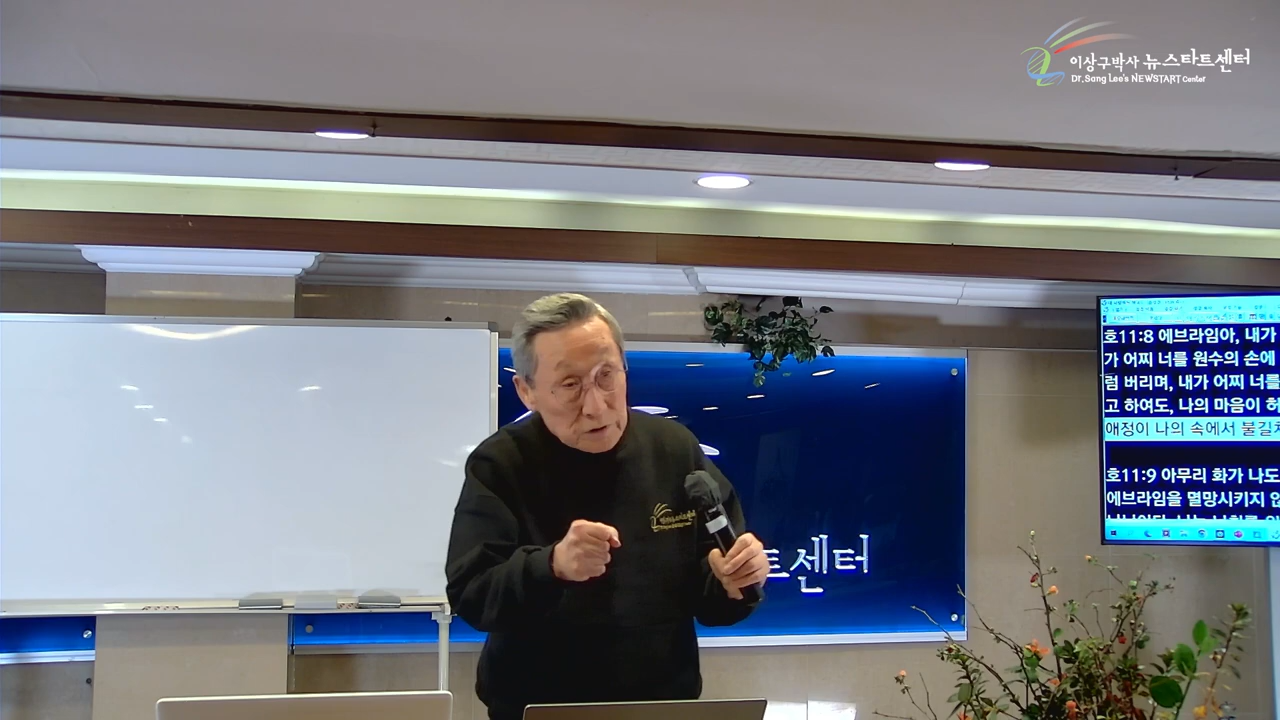 이상구박사 뉴스타트센터
Dr. Sang Lee's NEWSTART Center
호11:8 에브라임아, 내가
가 어찌 너를 원수의 손에
럼 버리며, 내가 어찌 너를
고 하여도, 나의 마음이 허
애정이 나의 속에서 불길치
호11:9 아무리 화가 나도
에브라임을 멸망시키지 않
트센터